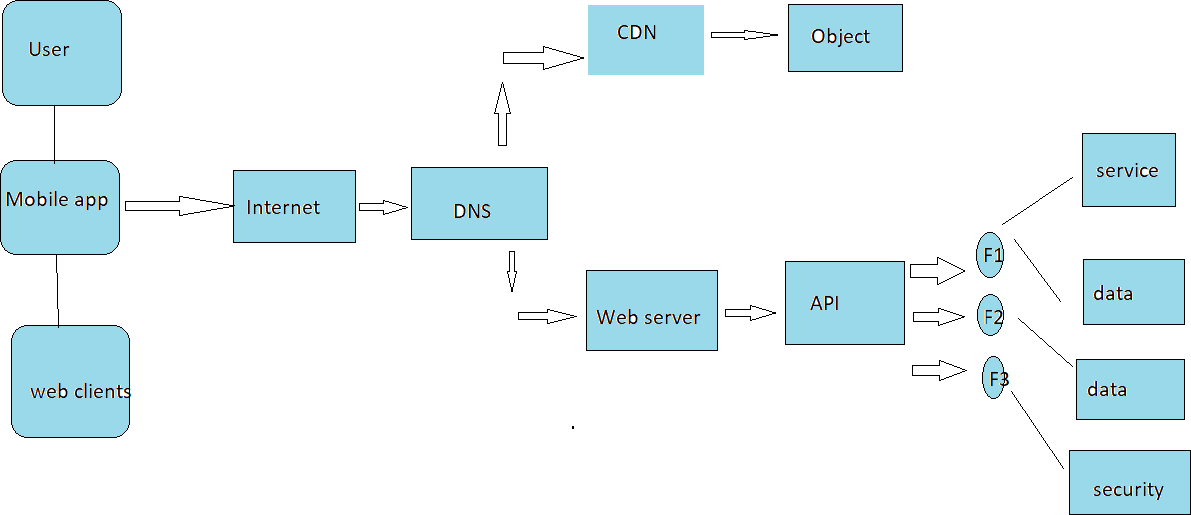 User
CDN
Object
Mobile app
Internet
DNS
service
F1
Web server
API
F2
data
web clients
F3
data
security